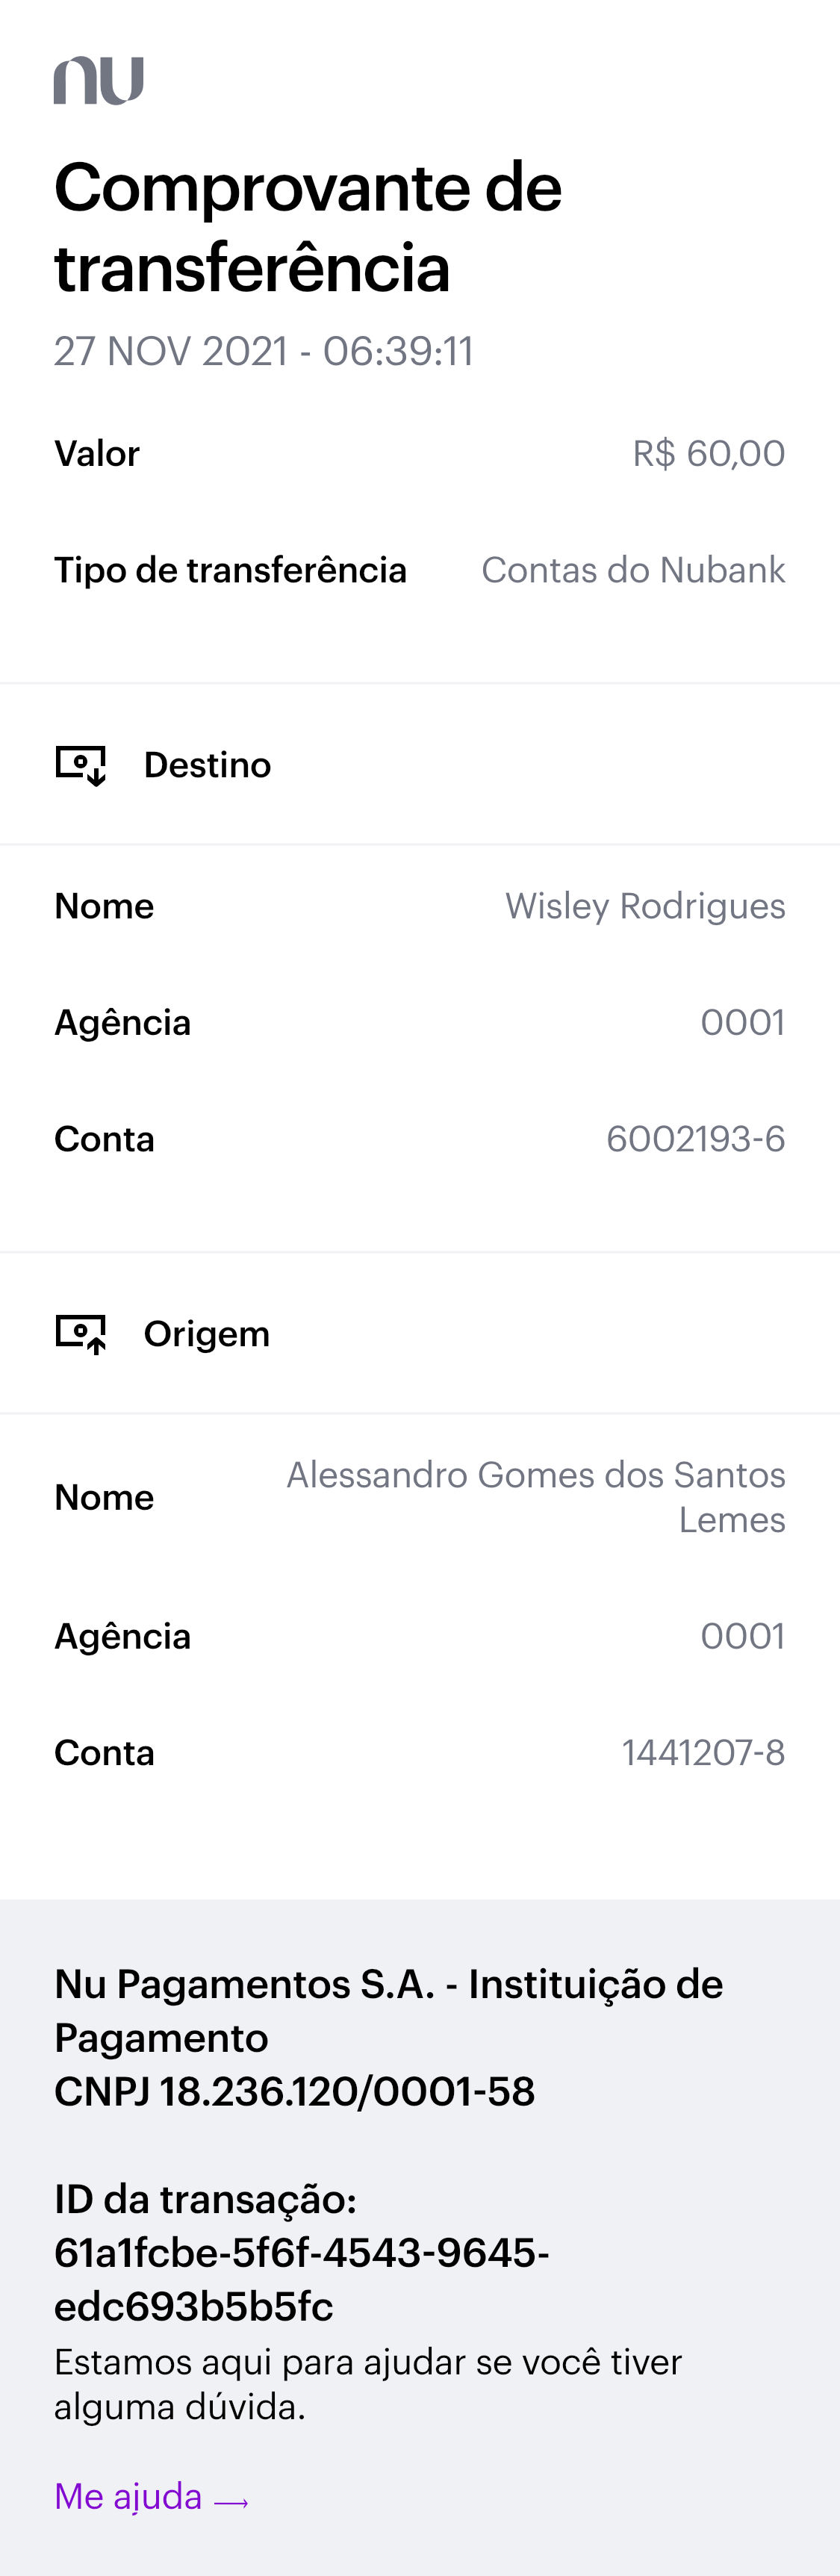 nu
Comprovante de
transferência
27 NOV 2021 - 06:39:11
Valor R$ 60,00
Tipo de transferência Contas do Nubank
Destino
Nome Wisley Rodrigues
Agência 0001
Conta 6002193-6
Origem
Nome Alessandro Gomes dos Santos
Lemes
Agência 0001
Conta 1441207-8
Nu Pagamentos S.A. - Instituição de
Pagamento
CNPJ 18.236.120/0001-58
ID da transação:
61a1fcbe-5f6f-4543-9645-
edc693b5b5fc
Estamos aqui para ajudar se você tiver
alguma dúvida.
Me ajuda →